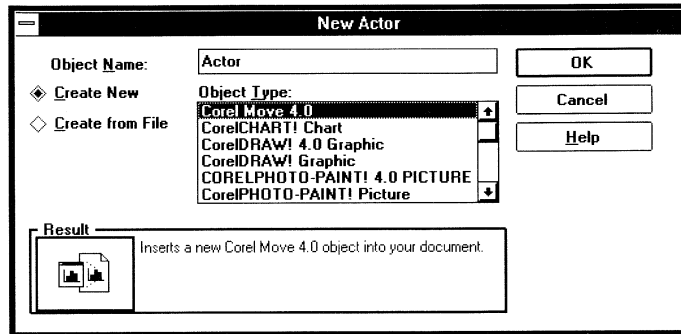 New Actor
Object Name:
Actor
OK
Create New
Object Type:
Cancel
Create from File
Corel Move 4.0
CorelCHART! Chart
Help
CorelDRAW! 4.0 Graphic
CorelDRAW! Graphic
CORELPHOTO-PAINT! 4.0 PICTURE
CorelPHOTO-PAINT! Picture
Result
Inserts a new Corel Move 4.0 object into your document.